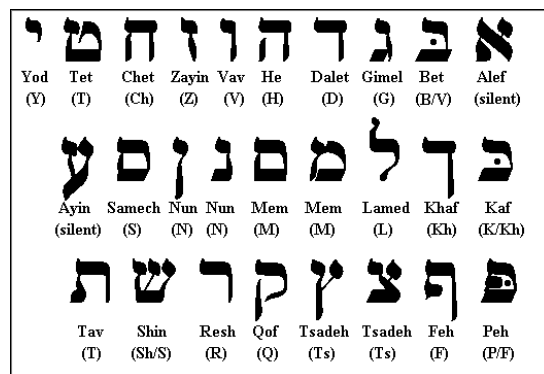 א בּ ג ד ה ו ז ח ט י
Yod Tet Chet Zayin Vav He Dalet Gimel Bet Alef
(Y) (T) (Ch) (Z) (V) (H) (D) (G) (B/V) (silent)
כּ ך ל מ ם נ ן ס ע
Ayin Samech Nun Nun Mem Mem Lamed Khaf Kaf
(silent) (S) (N) (N) (M) (M) (L) (Kh) (K/Kh)
פּ ף צ ץ ק ר ש ת
Tav Shin Resh Qof Tsadeh Tsadeh Feh Peh
(T) (Sh/S) (R) (Q) (Ts) (Ts) (F) (P/F)